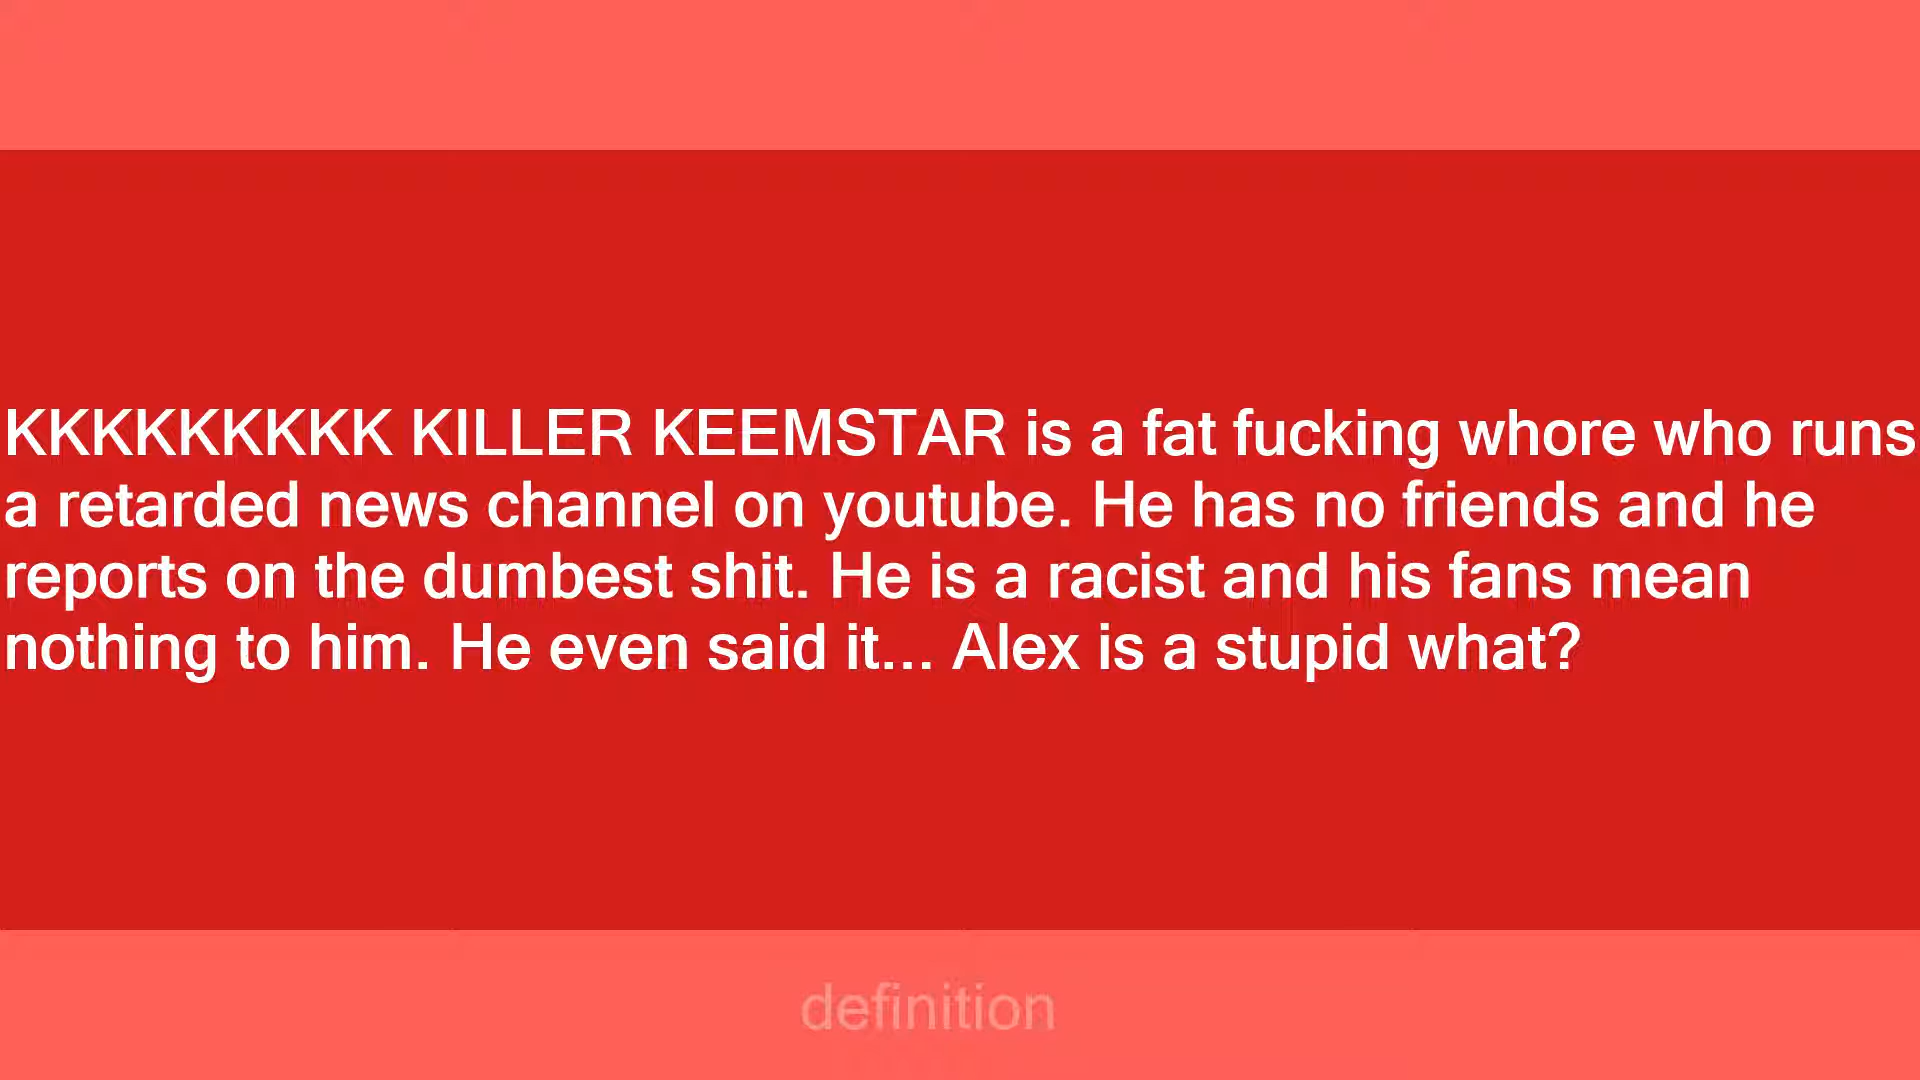 KKKKKKKKK KILLER KEEMSTAR is a fat fucking whore who runs
a retarded news channel on youtube. He has no friends and he
reports on the dumbest shit. He is a racist and his fans mean
nothing to him. He even said it... Alex is a stupid what?
definition